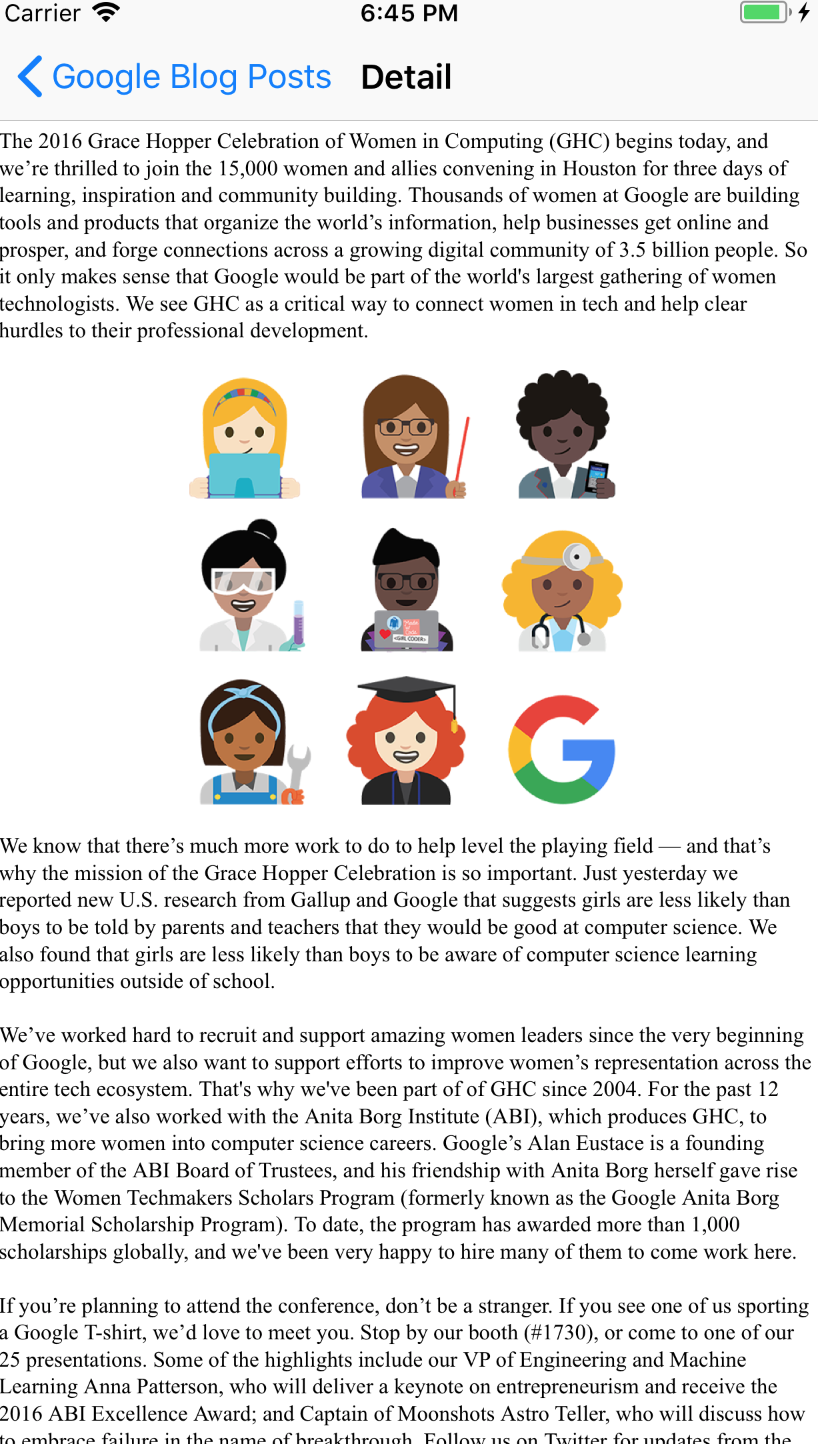 Carrier 6:45 PM
Google Blog Posts Detail
The 2016 Grace Hopper Celebration of Women in Computing (GHC) begins today, and
we’re thrilled to join the 15,000 women and allies convening in Houston for three days of
learning, inspiration and community building. Thousands of women at Google are building
tools and products that organize the world’s information, help businesses get online and
prosper, and forge connections across a growing digital community of 3.5 billion people. So
it only makes sense that Google would be part of the world's largest gathering of women
technologists. We see GHC as a critical way to connect women in tech and help clear
hurdles to their professional development.
<GIRL CODER>
G
We know that there’s much more work to do to help level the playing field — and that’s
why the mission of the Grace Hopper Celebration is so important. Just yesterday we
reported new U.S. research from Gallup and Google that suggests girls are less likely than
boys to be told by parents and teachers that they would be good at computer science. We
also found that girls are less likely than boys to be aware of computer science learning
opportunities outside of school.
We’ve worked hard to recruit and support amazing women leaders since the very beginning
of Google, but we also want to support efforts to improve women’s representation across the
entire tech ecosystem. That's why we've been part of of GHC since 2004. For the past 12
years, we’ve also worked with the Anita Borg Institute (ABI), which produces GHC, to
bring more women into computer science careers. Google’s Alan Eustace is a founding
member of the ABI Board of Trustees, and his friendship with Anita Borg herself gave rise
to the Women Techmakers Scholars Program (formerly known as the Google Anita Borg
Memorial Scholarship Program). To date, the program has awarded more than 1,000
scholarships globally, and we've been very happy to hire many of them to come work here.
If you’re planning to attend the conference, don’t be a stranger. If you see one of us sporting
a Google T-shirt, we’d love to meet you. Stop by our booth (#1730), or come to one of our
25 presentations. Some of the highlights include our VP of Engineering and Machine
Learning Anna Patterson, who will deliver a keynote on entrepreneurism and receive the
2016 ABI Excellence Award; and Captain of Moonshots Astro Teller, who will discuss how
to embrace failure in the name of breakthrough. Follow us on Twitter for updates from the